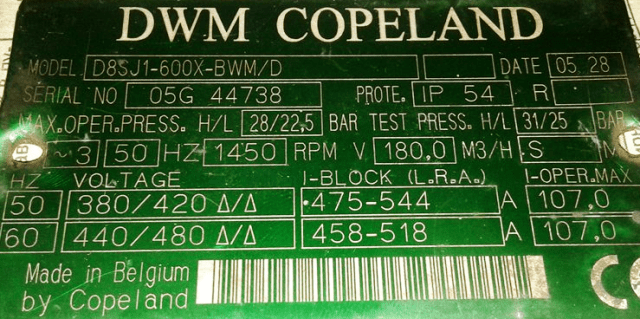 DWM COPELAND
MODEL D8SJ1-600X-BWM/D DATE 05.28
SERIAL NO 05G 44738 PROTE. IP 54 R
MAX.OPER.PRESS. H/L 28/22,5 BAR TEST PRESS. H/L 31/25 BAR
~3 50 HZ 1450 RPM V 180,0 M3/H S
HZ VOLTAGE I-BLOCK (L.R.A.) I-OPER.MAX
50 380/420 Δ/Δ 475-544 A 107,0
60 440/480 Δ/Δ 458-518 A 107,0
Made in Belgium
by Copeland CE